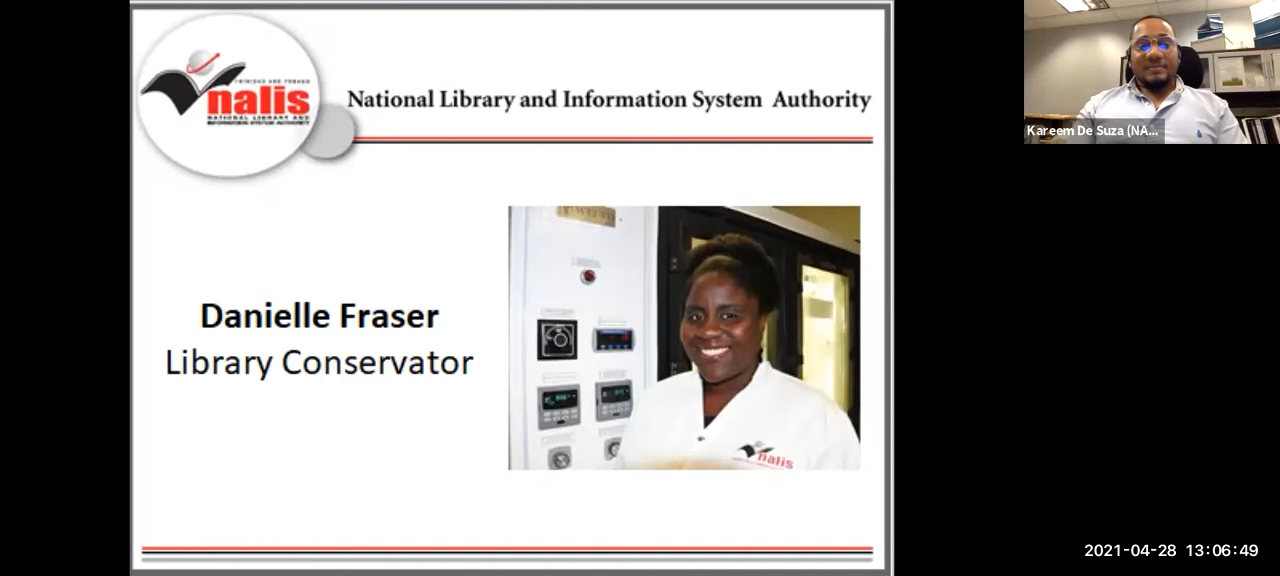 TRINIDAD AND TOBAGO
nalis
NATIONAL LIBRARY AND
INFORMATION SYSTEM AUTHORITY
National Library and Information System Authority
Kareem De Suza (NA...
Danielle Fraser
Library Conservator
nalis
2021-04-28 13:06:49